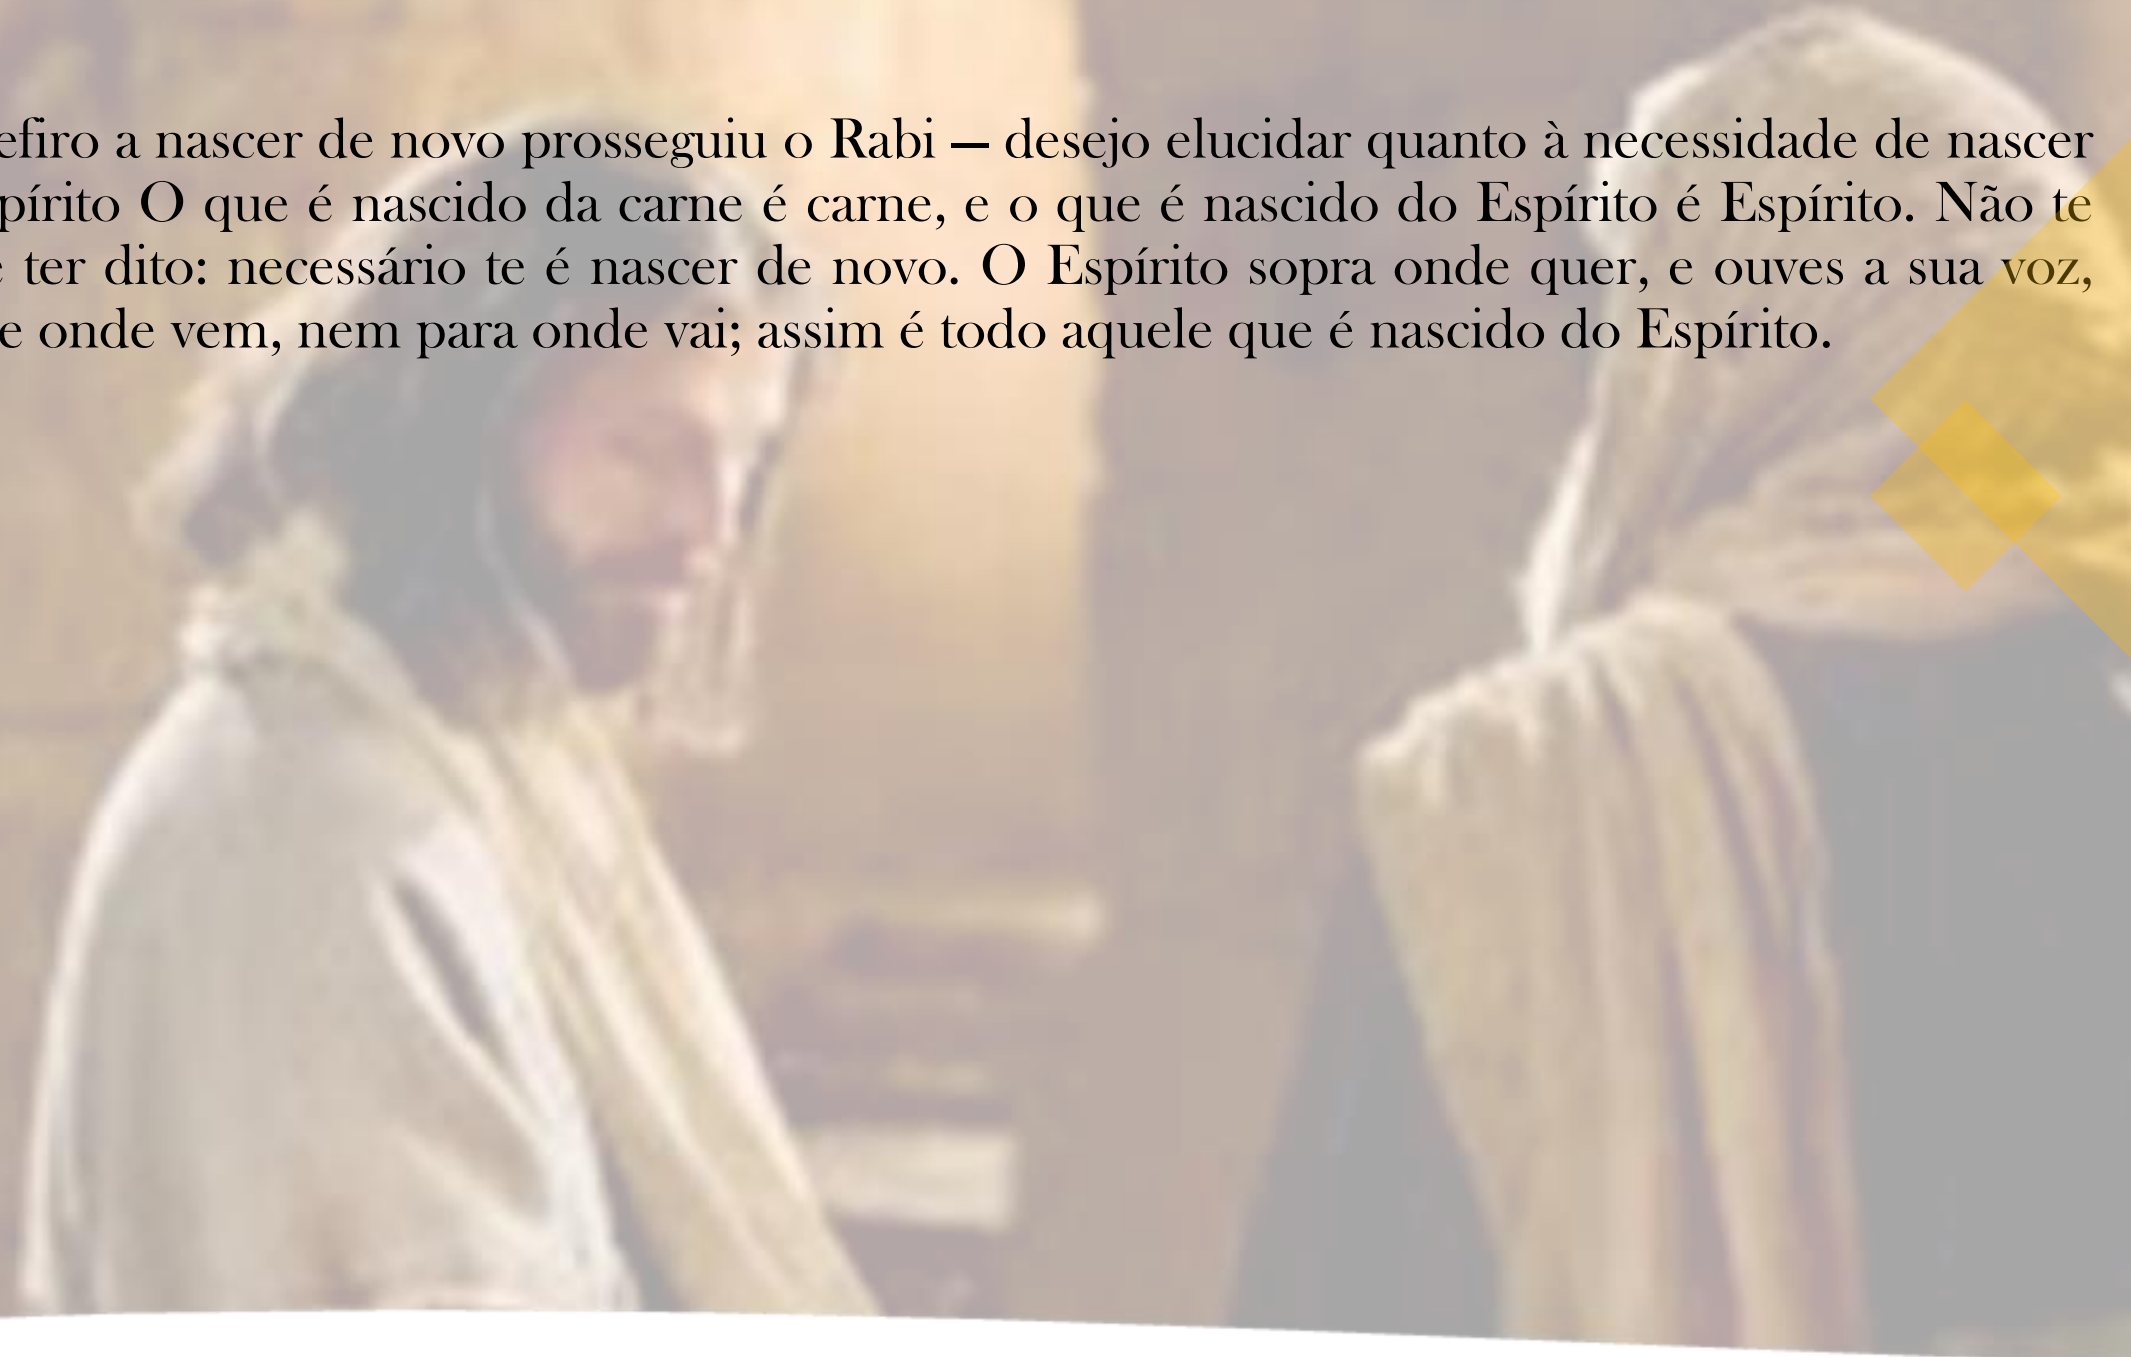 efiro a nascer de novo prosseguiu o Rabi — desejo elucidar quanto à necessidade de nascer
pírito O que é nascido da carne é carne, e o que é nascido do Espírito é Espírito. Não te
e ter dito: necessário te é nascer de novo. O Espírito sopra onde quer, e ouves a sua voz,
e onde vem, nem para onde vai; assim é todo aquele que é nascido do Espírito.